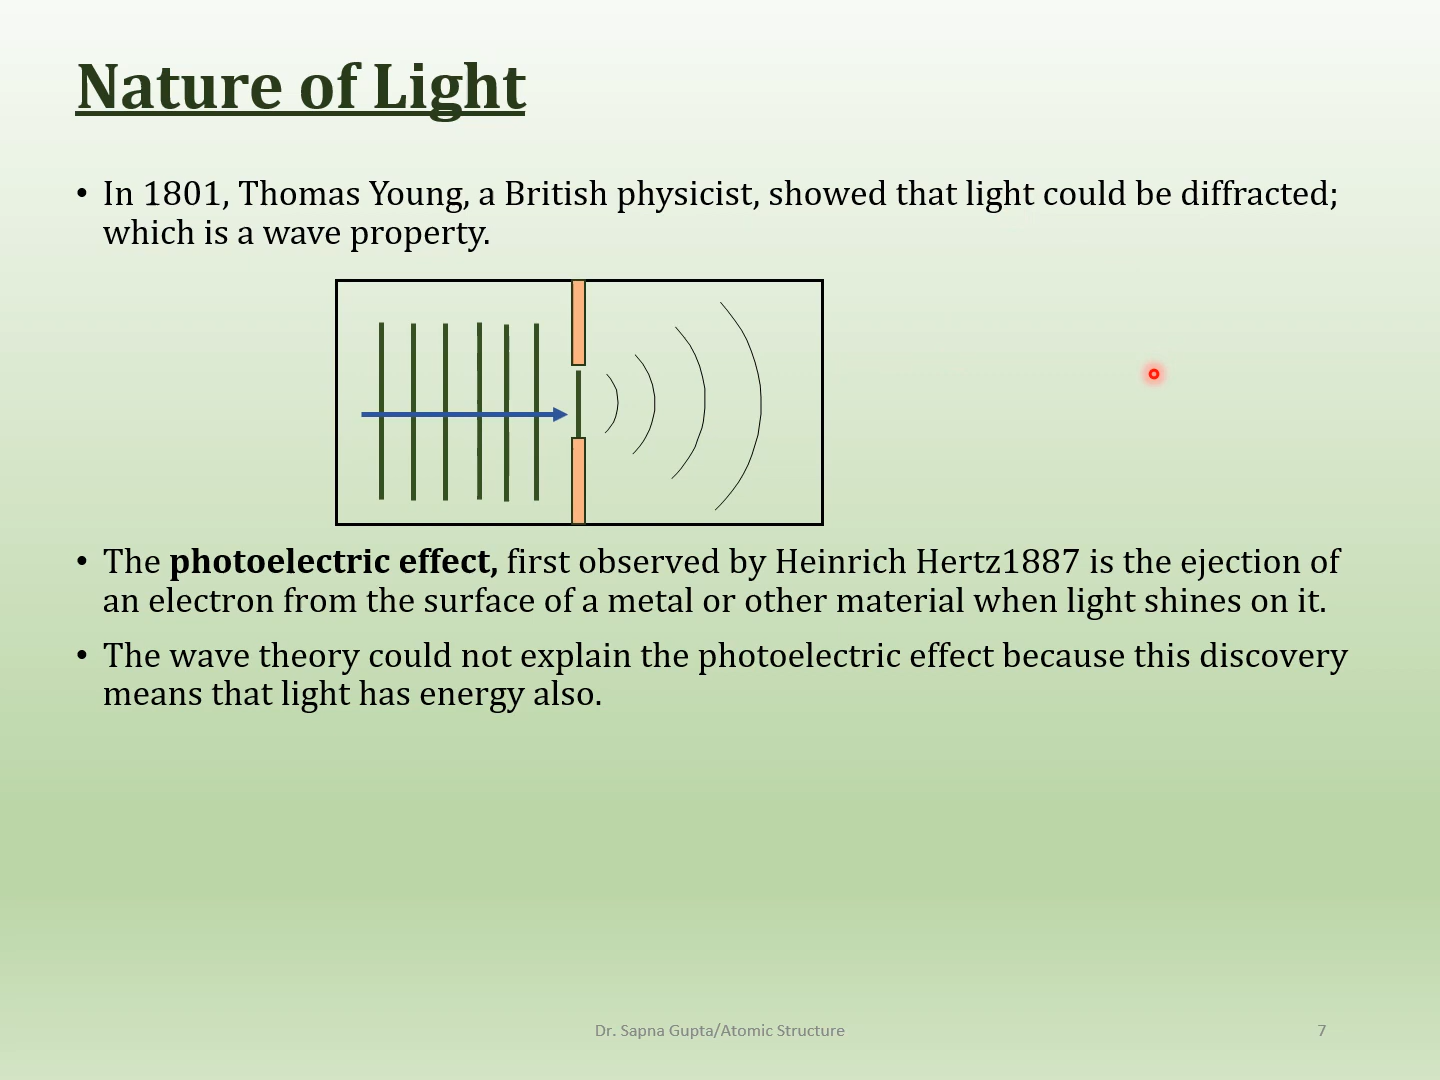 Nature of Light
• In 1801, Thomas Young, a British physicist, showed that light could be diffracted;
which is a wave property.
• The photoelectric effect, first observed by Heinrich Hertz1887 is the ejection of
an electron from the surface of a metal or other material when light shines on it.
• The wave theory could not explain the photoelectric effect because this discovery
means that light has energy also.
Dr. Sapna Gupta/Atomic Structure
7